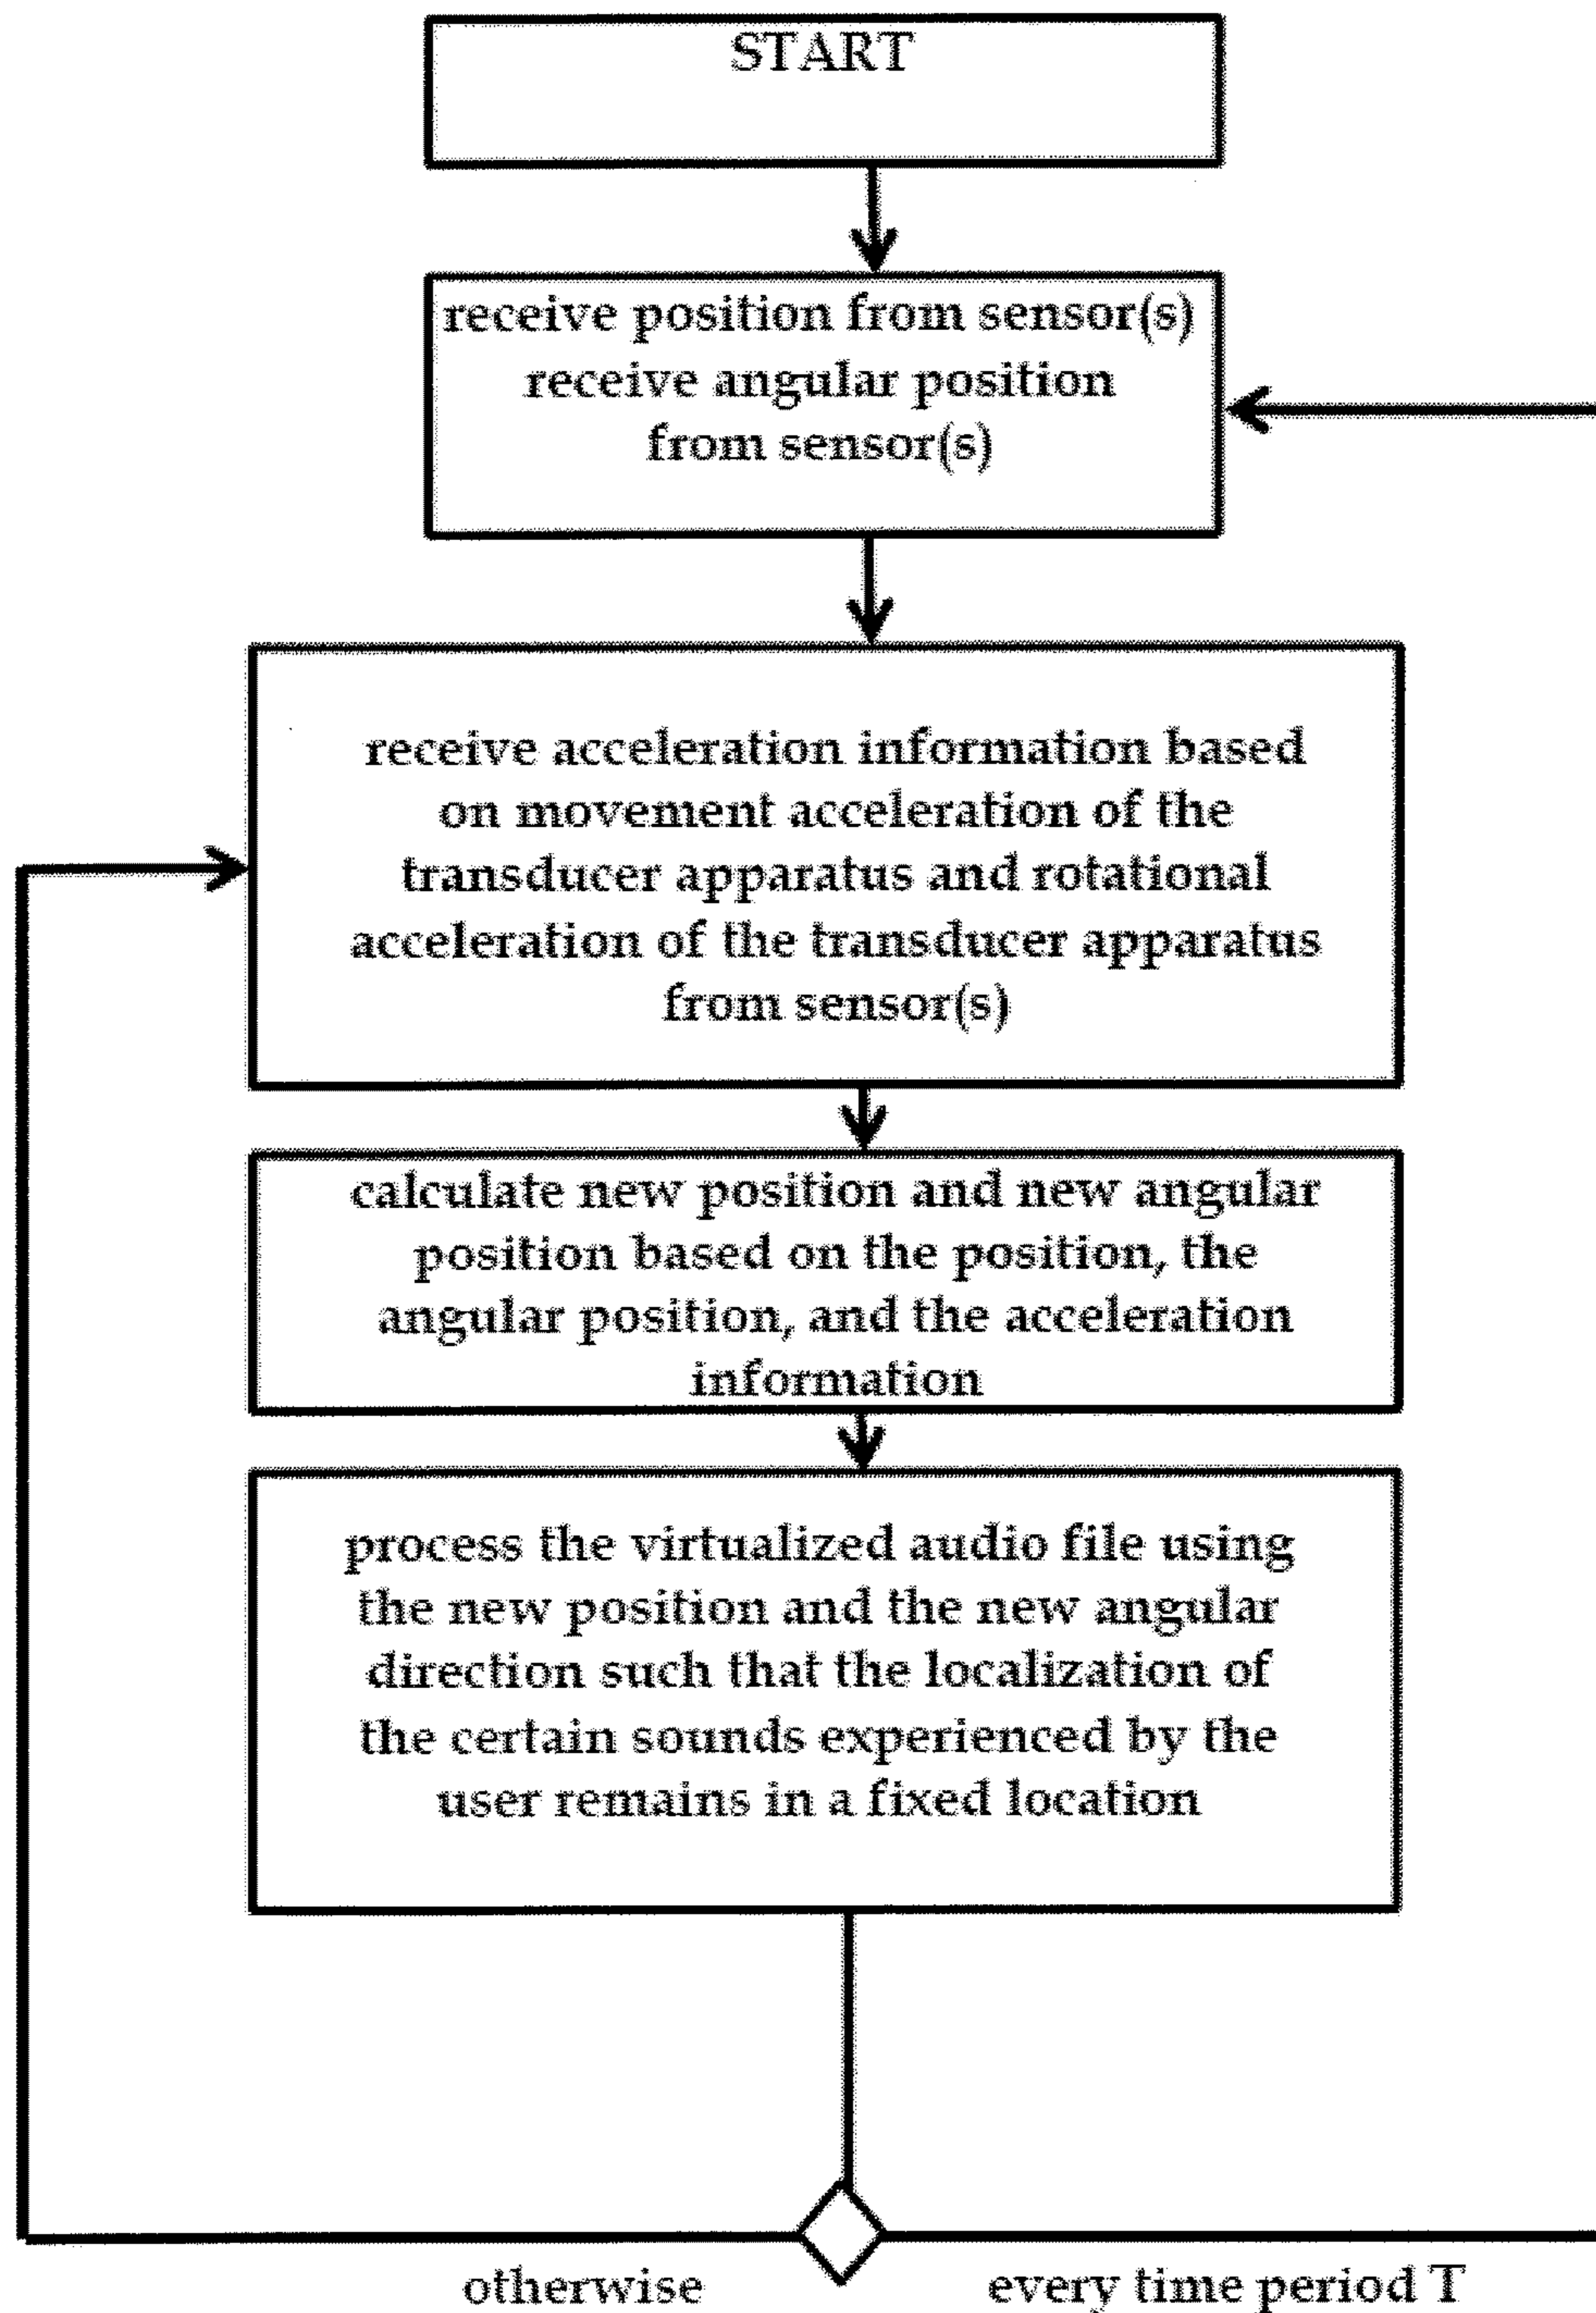 START
receive position from sensor(s)
receive angular position
from sensor(s)
receive acceleration information based
on movement acceleration of the
transducer apparatus and rotational
acceleration of the transducer apparatus
from sensor(s)
calculate new position and new angular
position based on the position, the
angular position, and the acceleration
information
process the virtualized audio file using
the new position and the new angular
direction such that the localization of
the certain sounds experienced by the
user remains in a fixed location
otherwise
every time period T